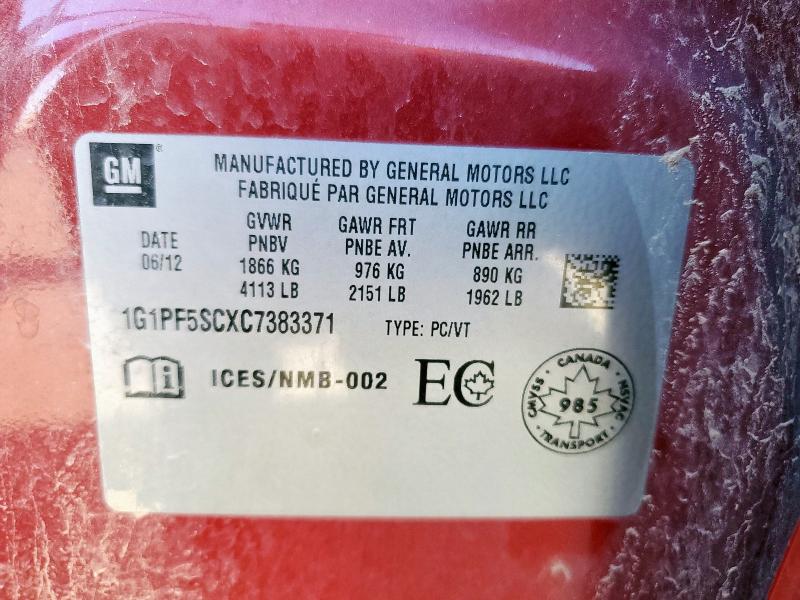 GM®
MANUFACTURED BY GENERAL MOTORS LLC
FABRIQUÉ PAR GENERAL MOTORS LLC
DATE
06/12
GVWR
PNBV
1866 KG
4113 LB
GAWR FRT
PNBE AV.
976 KG
2151 LB
GAWR RR
PNBE ARR.
890 KG
1962 LB
1G1PF5SCXC7383371 TYPE: PC/VT
i ICES/NMB-002 EC
CANADA
CMVSS 985 NSVAC
TRANSPORT